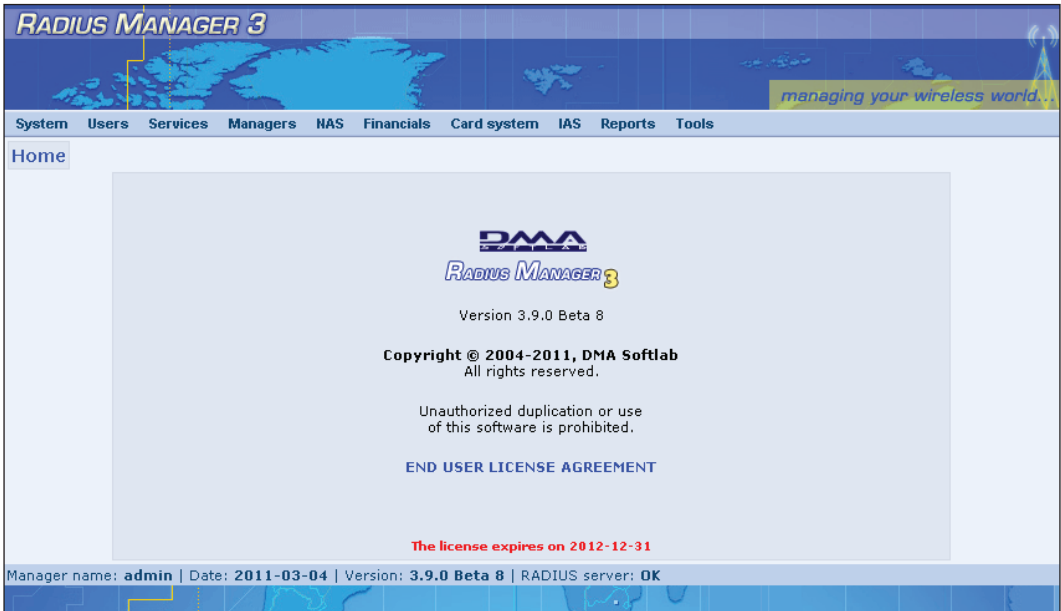 RADIUS MANAGER 3
managing your wireless world...
System Users Services Managers NAS Financials Card system IAS Reports Tools
Home
DMA
SOFTLAB
RADIUS MANAGER 3
Version 3.9.0 Beta 8
Copyright © 2004-2011, DMA Softlab
All rights reserved.
Unauthorized duplication or use
of this software is prohibited.
END USER LICENSE AGREEMENT
The license expires on 2012-12-31
Manager name: admin | Date: 2011-03-04 | Version: 3.9.0 Beta 8 | RADIUS server: OK